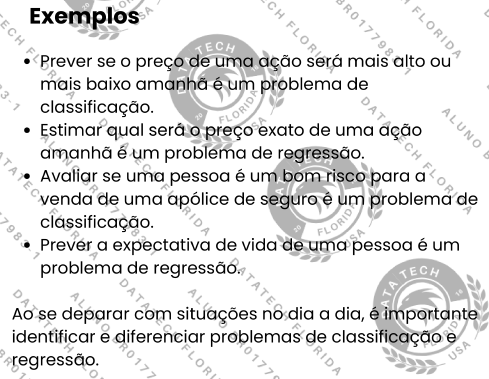 Exemplos
• Prever se o preço de uma ação será mais alto ou
mais baixo amanhã é um problema de
classificação.
• Estimar qual será o preço exato de uma ação
amanhã é um problema de regressão.
• Avaliar se uma pessoa é um bom risco para a
venda de uma apólice de seguro é um problema de
classificação.
• Prever a expectativa de vida de uma pessoa é um
problema de regressão.
Ao se deparar com situações no dia a dia, é importante
identificar e diferenciar problemas de classificação e
regressão.